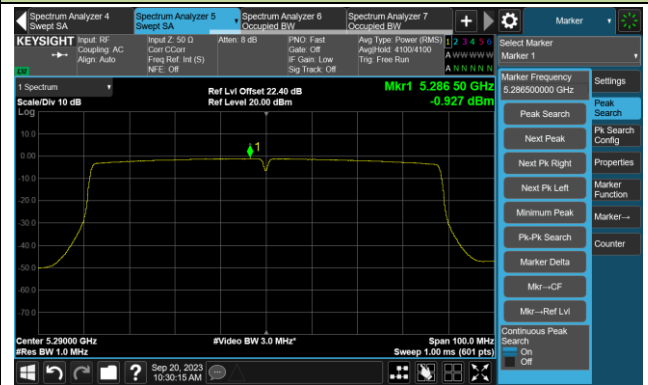 Spectrum Analyzer 4
Swept SA
Spectrum Analyzer 5
Swept SA
Spectrum Analyzer 6
Occupied BW
Spectrum Analyzer 7
Occupied BW
Marker
KEYSIGHT
Input: RF
Coupling: AC
Align: Auto
Input Z: 50 Ω
Corr CCorr
Freq Ref: Int (S)
NFE: Off
Atten: 8 dB
PNO: Fast
Gate: Off
IF Gain: Low
Sig Track: Off
Avg Type: Power (RMS)
Avg|Hold: 4100/4100
Trig: Free Run
1 2 3 4 5 6
A W W W W W
A N N N N N
Select Marker
Marker 1
1 Spectrum
Scale/Div 10 dB
Log
Ref Lvl Offset 22.40 dB
Ref Level 20.00 dBm
Mkr1 5.286 50 GHz
-0.927 dBm
1
10.0
0.00
-10.0
-20.0
-30.0
-40.0
-50.0
-60.0
-70.0
Center 5.29000 GHz
#Res BW 1.0 MHz
#Video BW 3.0 MHz*
Span 100.0 MHz
Sweep 1.00 ms (601 pts)
Marker Frequency
5.286500000 GHz
Peak Search
Next Peak
Next Pk Right
Next Pk Left
Minimum Peak
Pk-Pk Search
Marker Delta
Mkr→CF
Mkr→Ref Lvl
Continuous Peak
Search
On
Off
Settings
Peak
Search
Pk Search
Config
Properties
Marker
Function
Marker→
Counter
Sep 20, 2023
10:30:15 AM